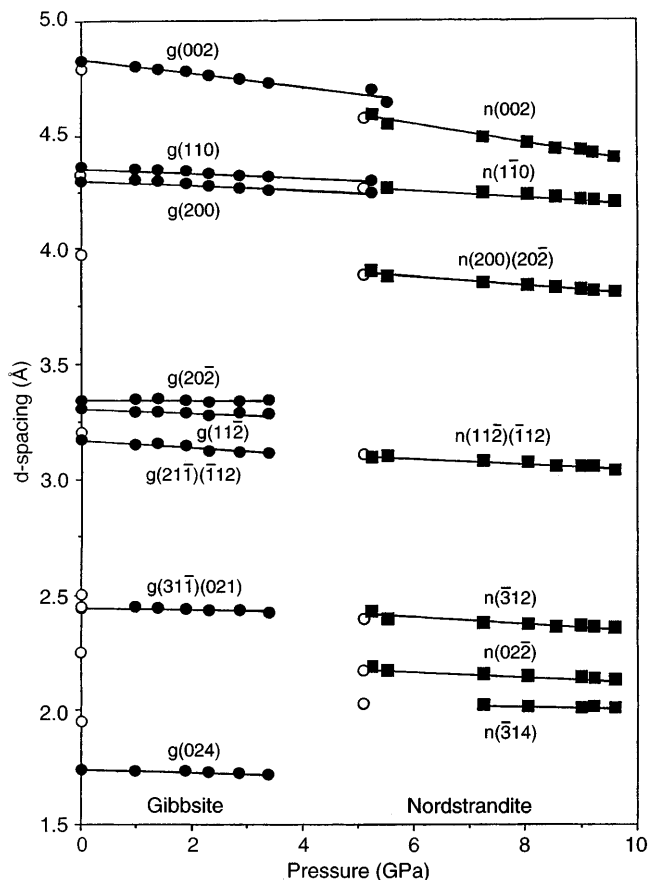 5.0
g(002)
n(002)
4.5
g(110)
n(11̄0)
g(200)
4.0
n(200)(202̄)
3.5
g(202̄)
d-spacing (Å)
g(112̄)
n(112̄)(1̄12)
3.0
g(211̄)(1̄12)
g(311̄)(021)
2.5
n(3̄12)
n(022̄)
2.0
n(3̄14)
g(024)
Gibbsite Nordstrandite
1.5
0 2 4 6 8 10
Pressure (GPa)